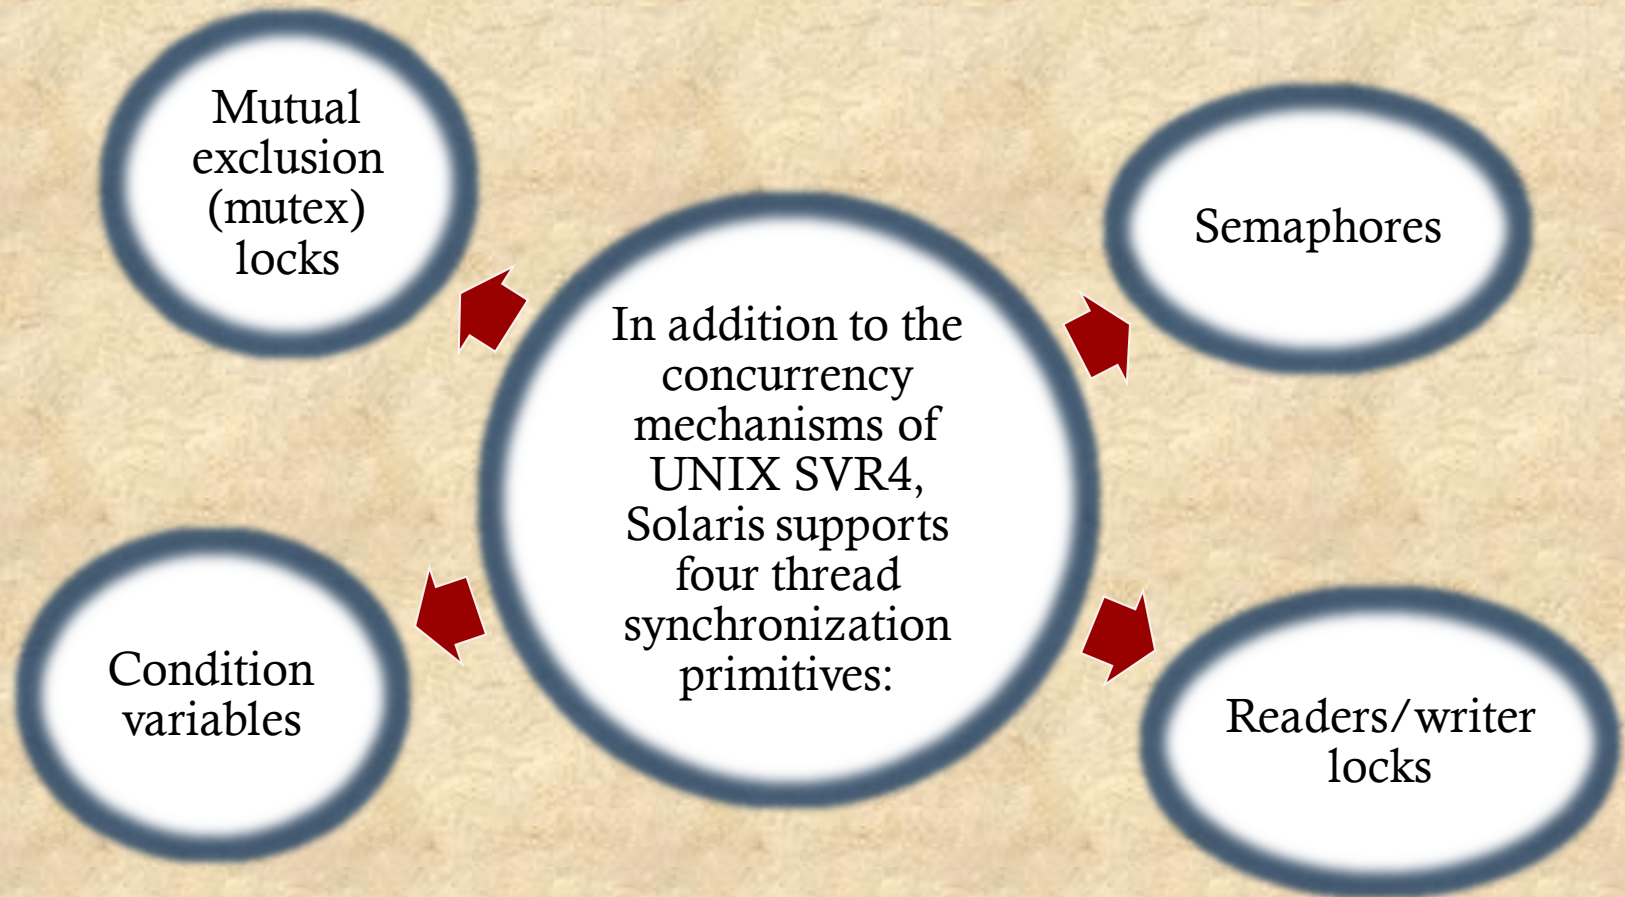 Mutual
exclusion
(mutex)
locks
Semaphores
In addition to the
concurrency
mechanisms of
UNIX SVR4,
Solaris supports
four thread
synchronization
primitives:
Condition
variables
Readers/writer
locks